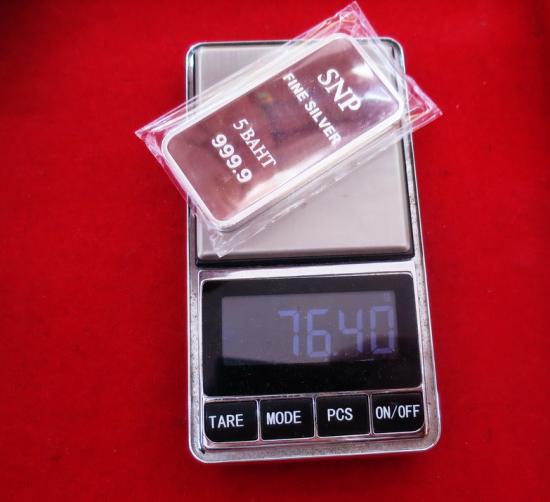 SNP
FINE SILVER
5 BAHT
999.9
76.40
TARE
MODE
PCS
ON/OFF